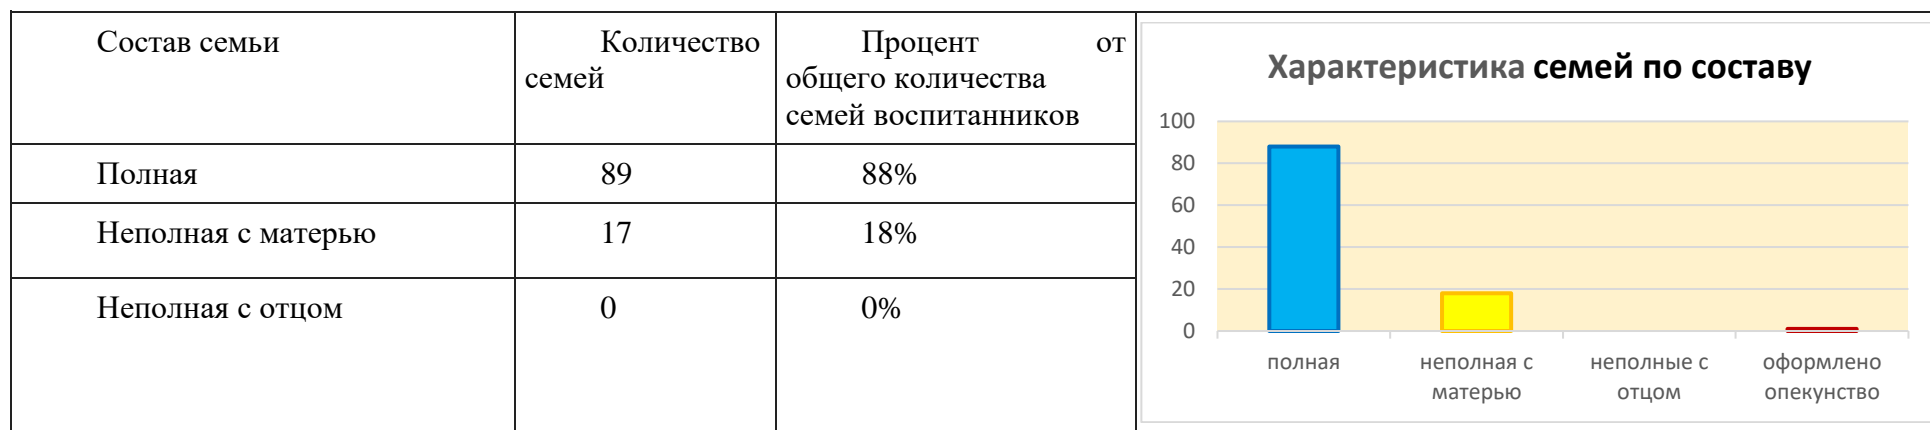 Состав семьи
Количество
семей
Процент от
общего количества
семей воспитанников
Полная
89
88%
Неполная с матерью
17
18%
Неполная с отцом
0
0%
Характеристика семей по составу
100
80
60
40
20
0
полная
неполная с
матерью
неполные с
отцом
оформлено
опекунство